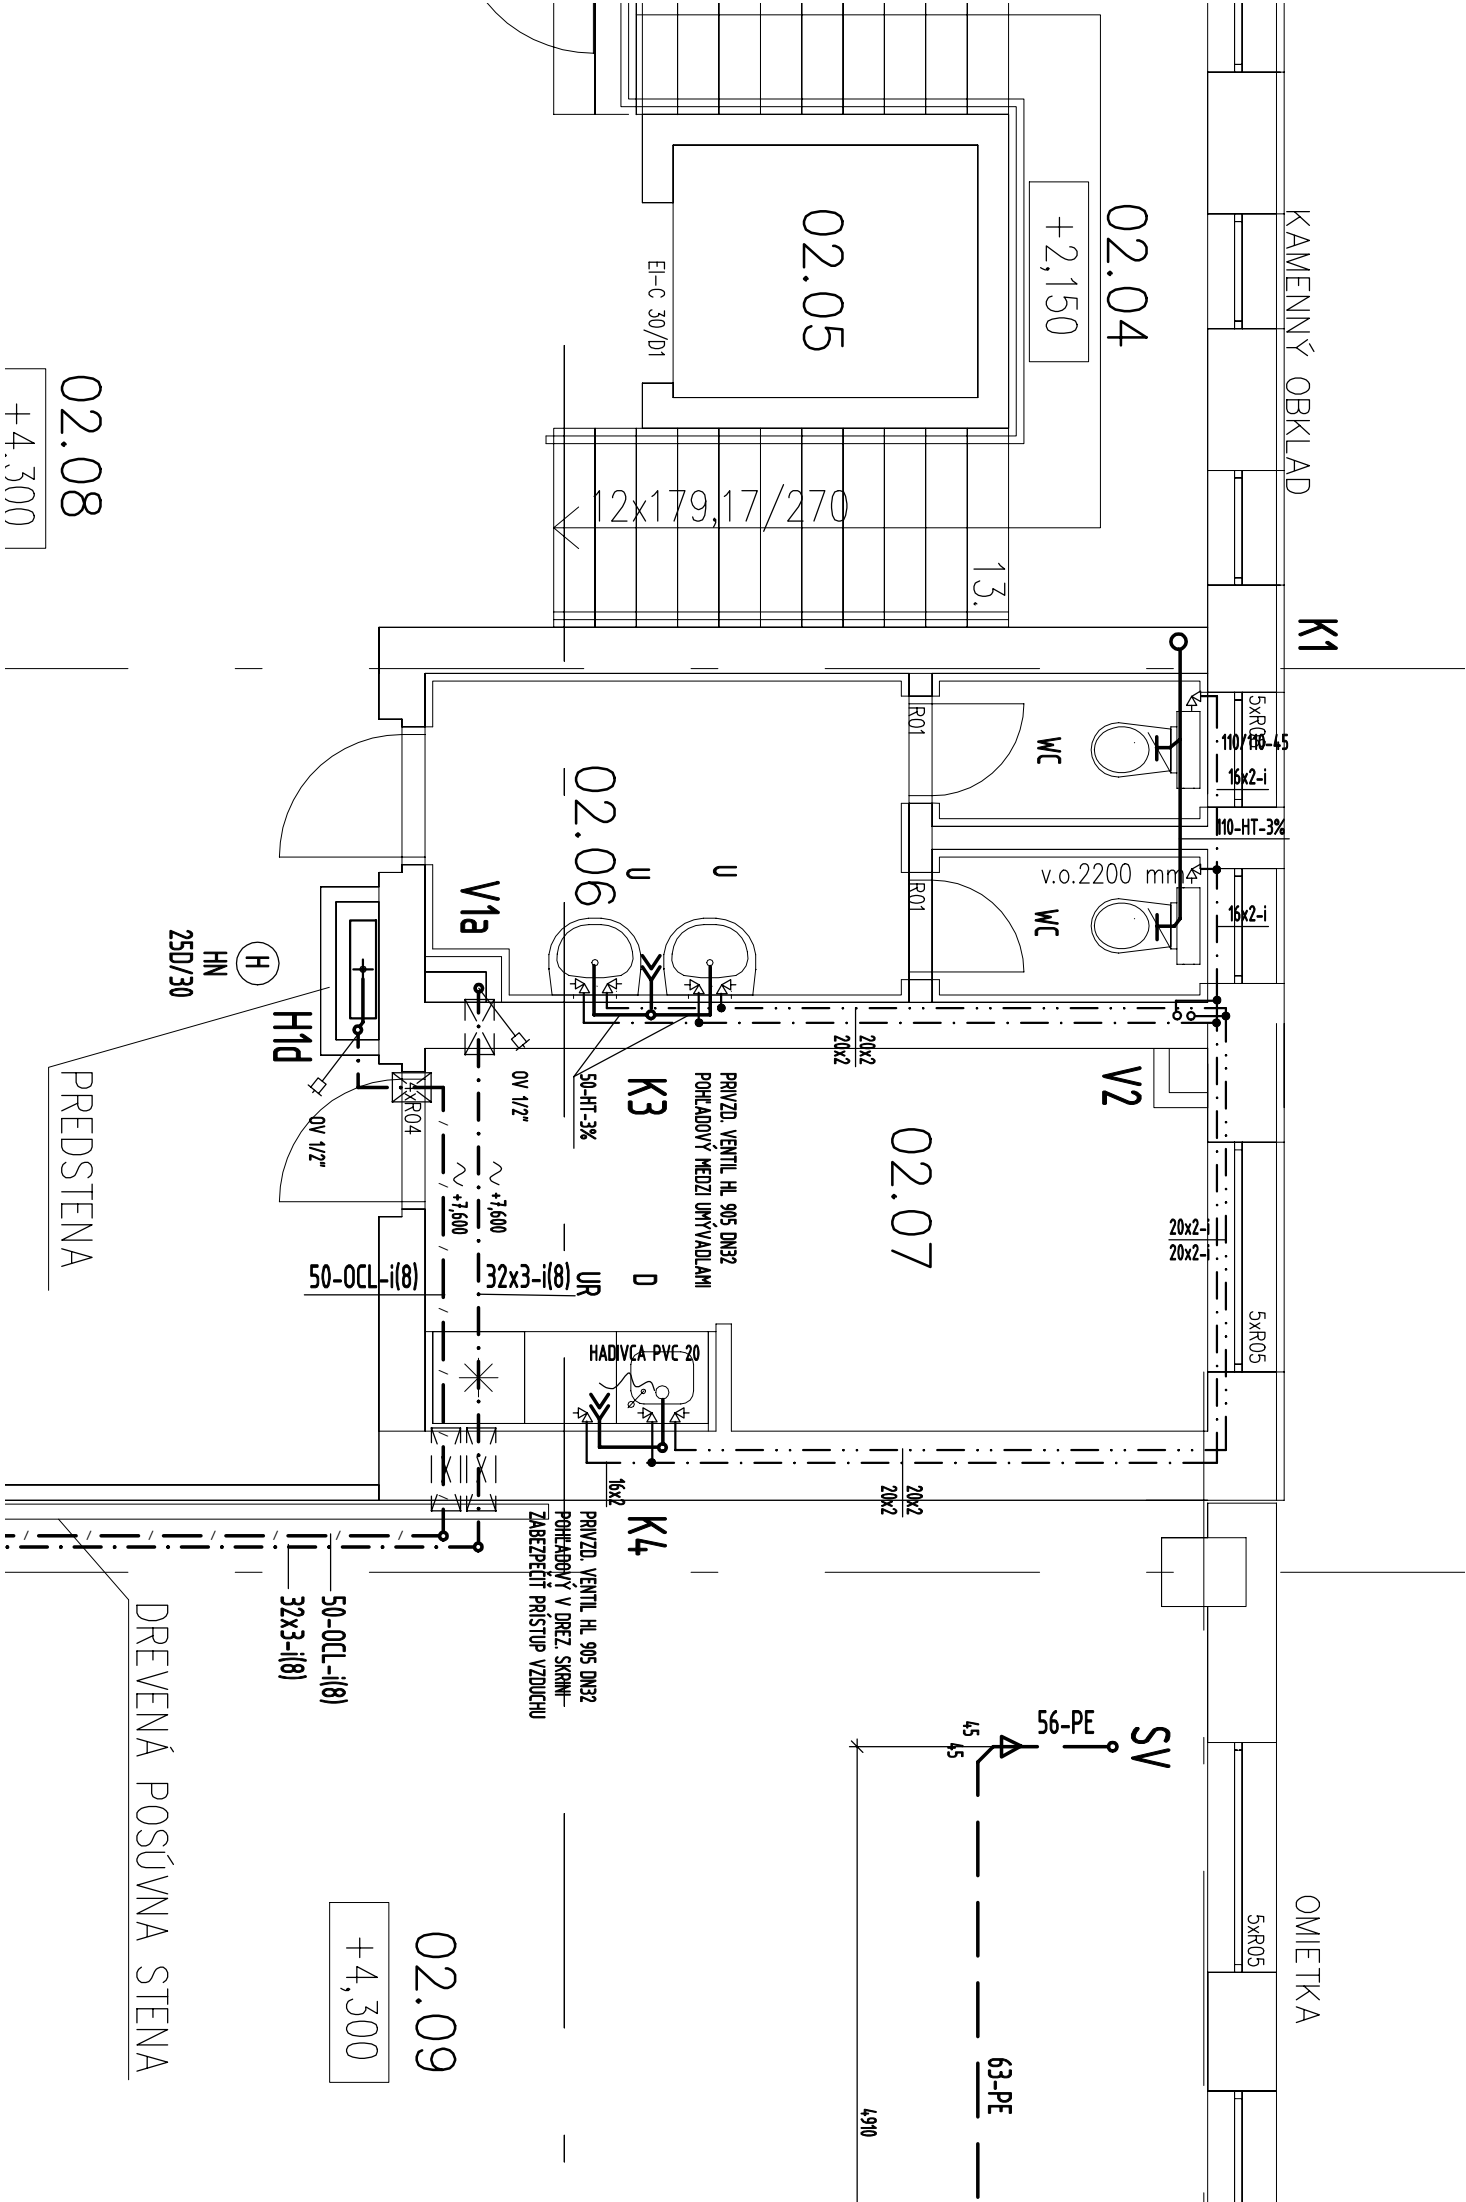 KAMENNÝ OBKLAD
02.04
+2,150
02.05
EI-C 30/D1
02.08
+4,300
12x179,17/270
13.
K1
110/110-45
16x2-i
110-HT-3%
16x2-i
R01
WC
v.o.2200 mm
R01
WC
02.06
U
U
V1a
H
HN
25D/30
H1d
PREDSTENA
OV 1/2"
OV 1/2"
xR04
50-HT-3%
K3
PRIVZD. VENTIL HL 905 DN32
POHĽADOVÝ MEDZI UMÝVADLAMI
20x2
20x2
V2
02.07
~ +7,600
~ +7,600
50-OCL-i(8)
32x3-i(8)
UR
D
20x2-i
20x2-i
5xR05
HADIVCA PVC 20
16x2
20x2
20x2
K4
PRIVZD. VENTIL HL 905 DN32
POHĽADOVÝ V DREZ. SKRINI
ZABEZPEČIŤ PRÍSTUP VZDUCHU
50-OCL-i(8)
32x3-i(8)
DREVENÁ POSÚVNA STENA
SV
56-PE
45
45
63-PE
4910
02.09
+4,300
5xR05
OMIETKA